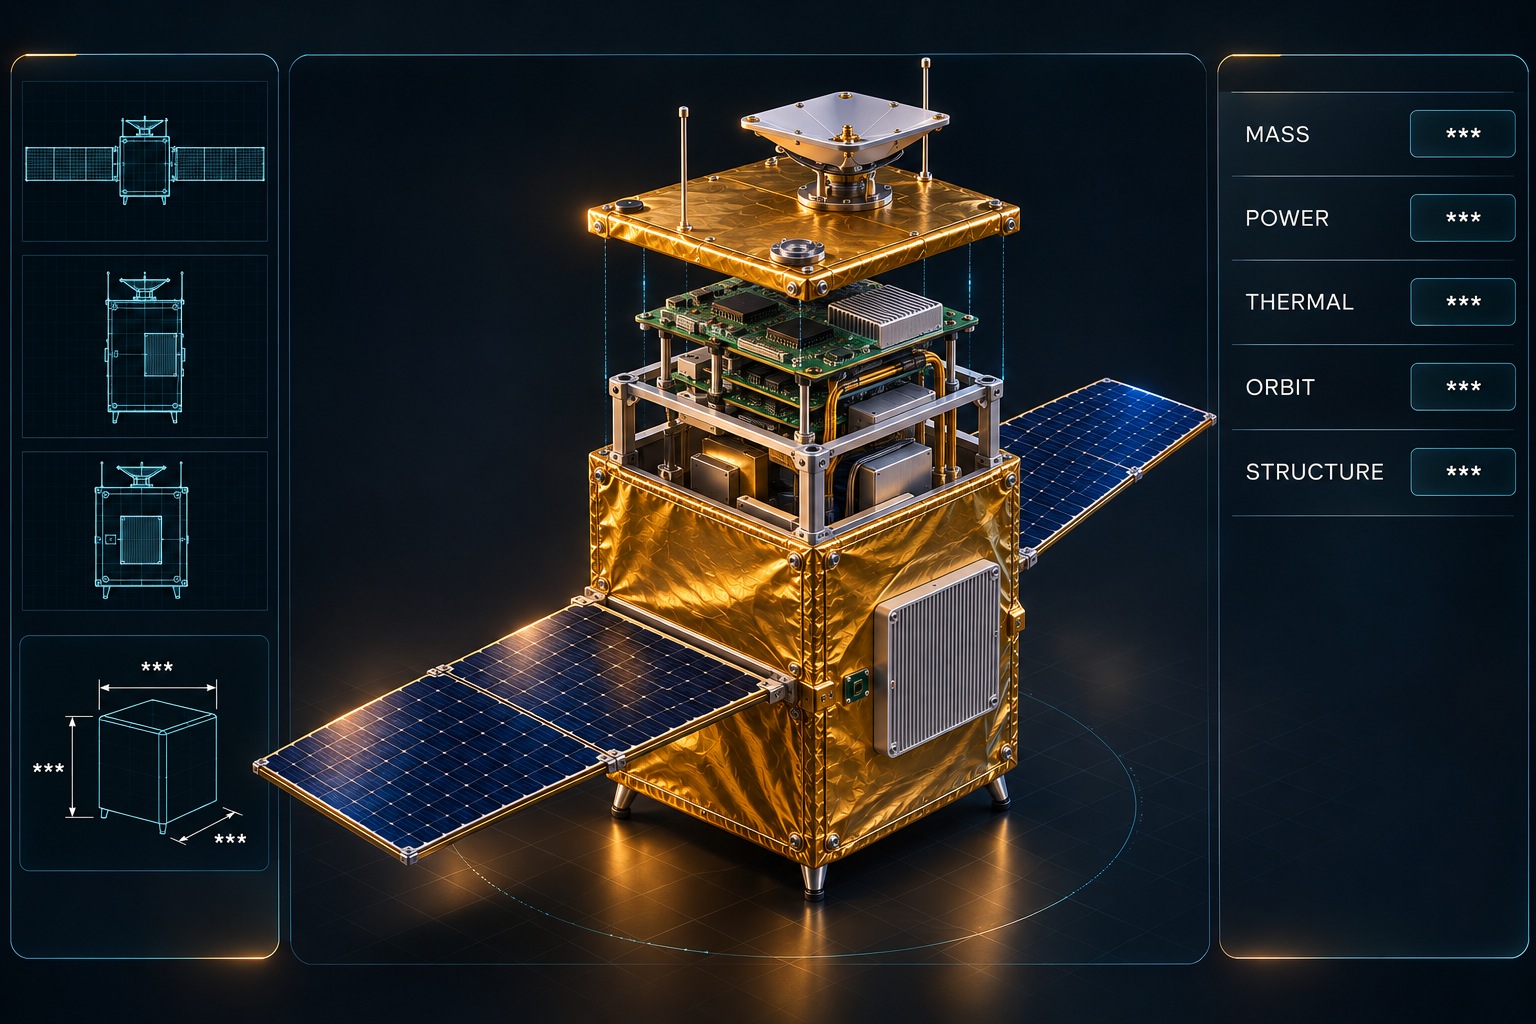 ***
***
***
MASS ***
POWER ***
THERMAL ***
ORBIT ***
STRUCTURE ***